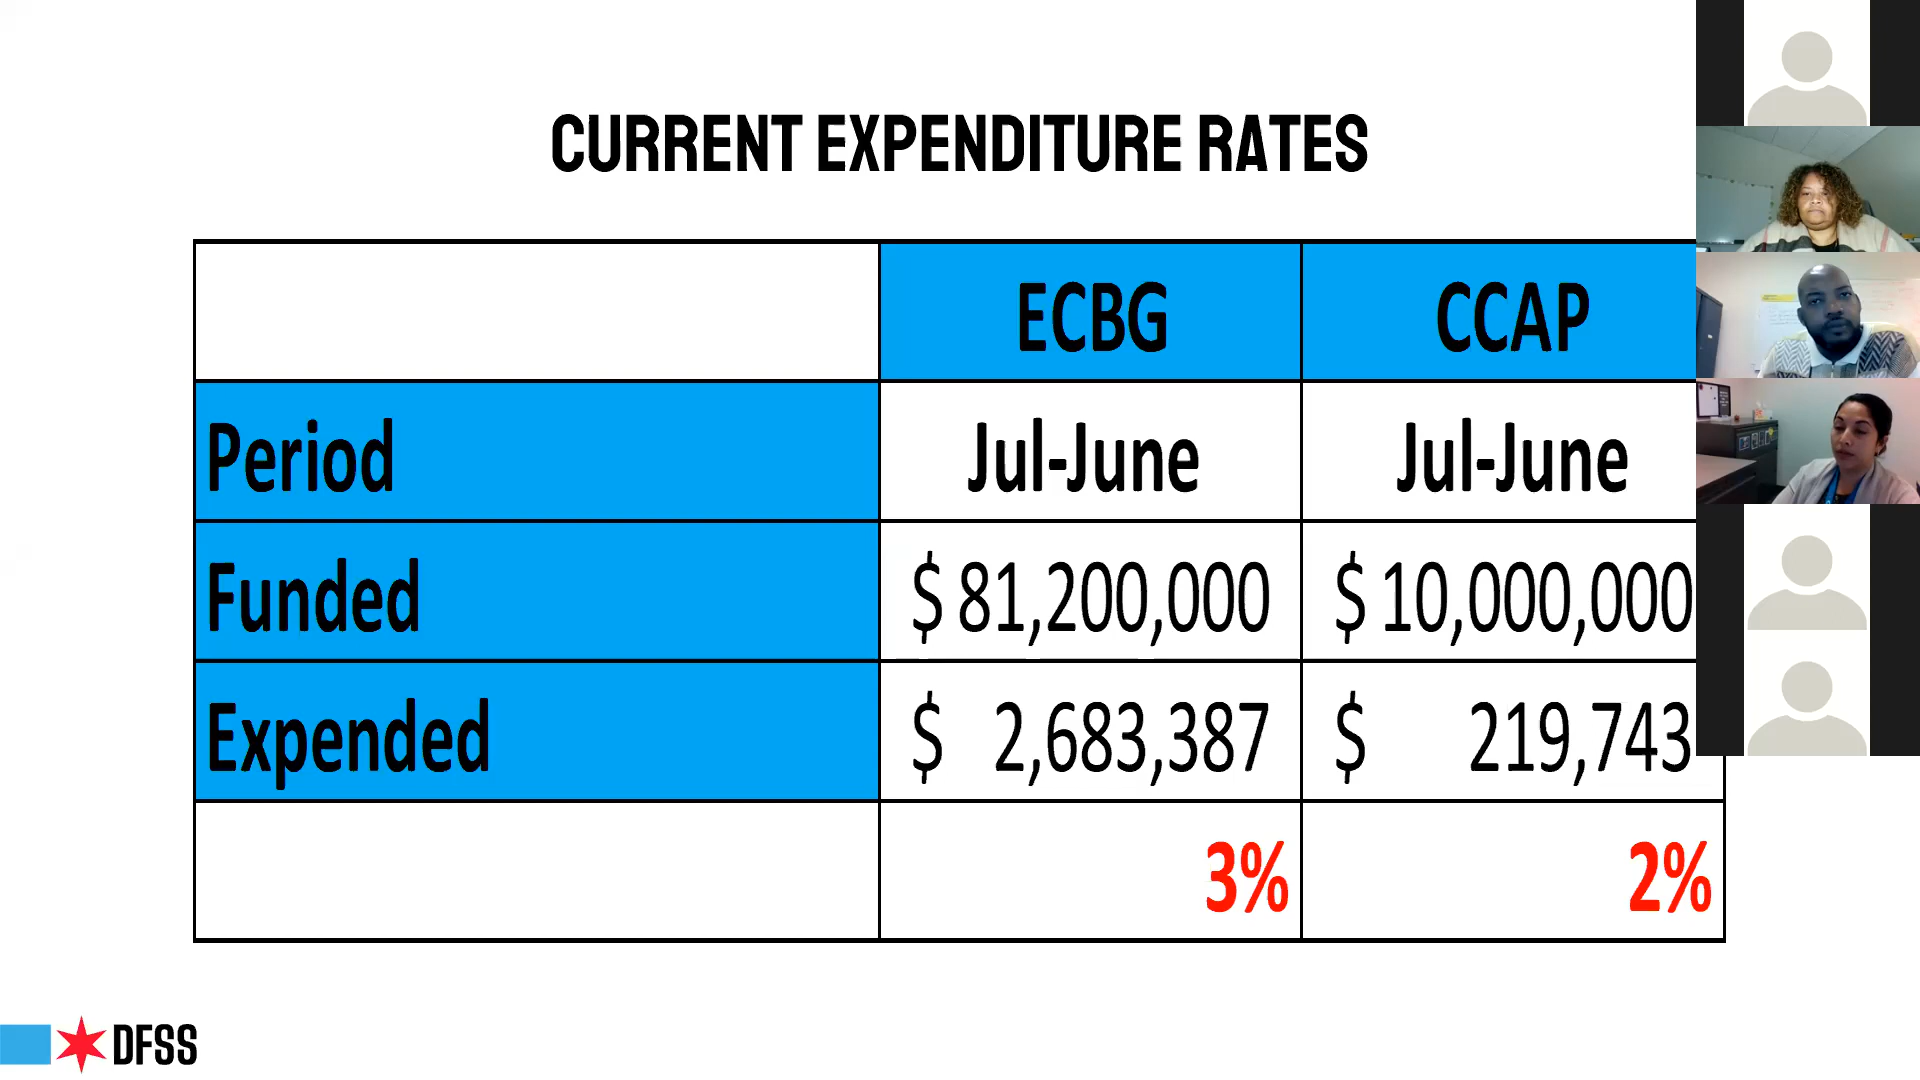 CURRENT EXPENDITURE RATES
ECBG CCAP
Period Jul-June Jul-June
Funded $ 81,200,000 $ 10,000,000
Expended $ 2,683,387 $ 219,743
3% 2%
DFSS